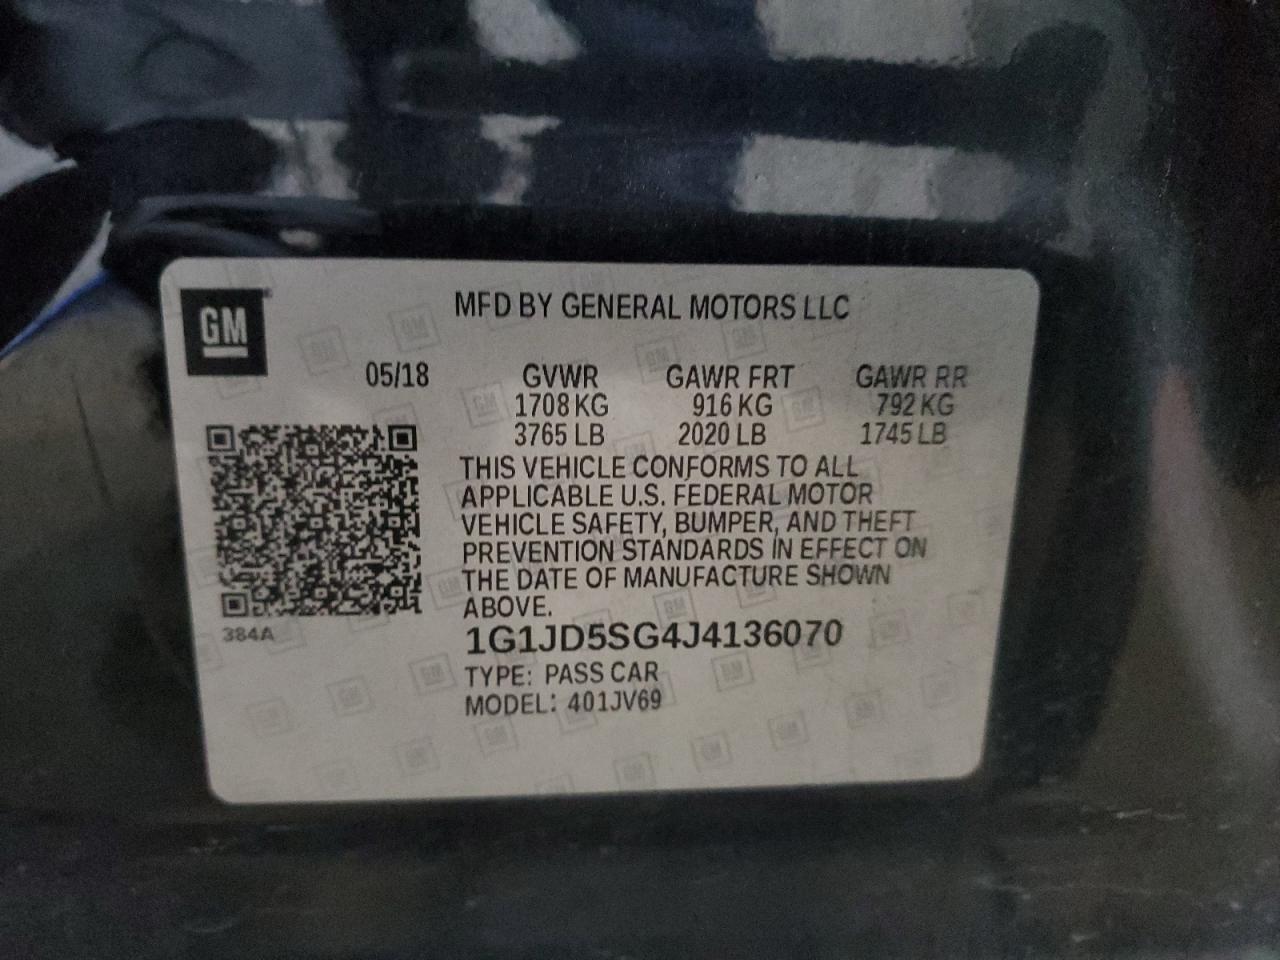 GM
MFD BY GENERAL MOTORS LLC
05/18 GVWR GAWR FRT GAWR RR
1708 KG 916 KG 792 KG
3765 LB 2020 LB 1745 LB
THIS VEHICLE CONFORMS TO ALL
APPLICABLE U.S. FEDERAL MOTOR
VEHICLE SAFETY, BUMPER, AND THEFT
PREVENTION STANDARDS IN EFFECT ON
THE DATE OF MANUFACTURE SHOWN
ABOVE.
384A
1G1JD5SG4J4136070
TYPE: PASS CAR
MODEL: 401JV69